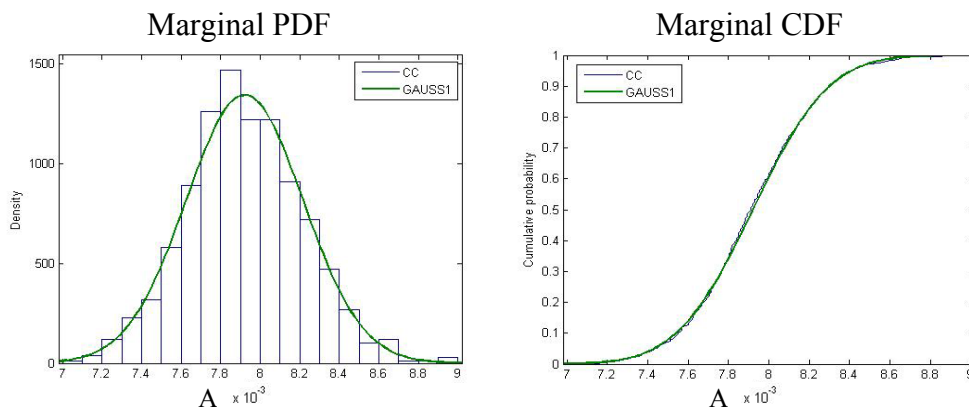 Marginal PDF
1500
1000
500
0
Density
CC
GAUSS1
7 7.2 7.4 7.6 7.8 8 8.2 8.4 8.6 8.8 9
A x 10-3
Marginal CDF
1
0.9
0.8
0.7
0.6
0.5
0.4
0.3
0.2
0.1
0
Cumulative probability
CC
GAUSS1
7 7.2 7.4 7.6 7.8 8 8.2 8.4 8.6 8.8 9
A x 10-3